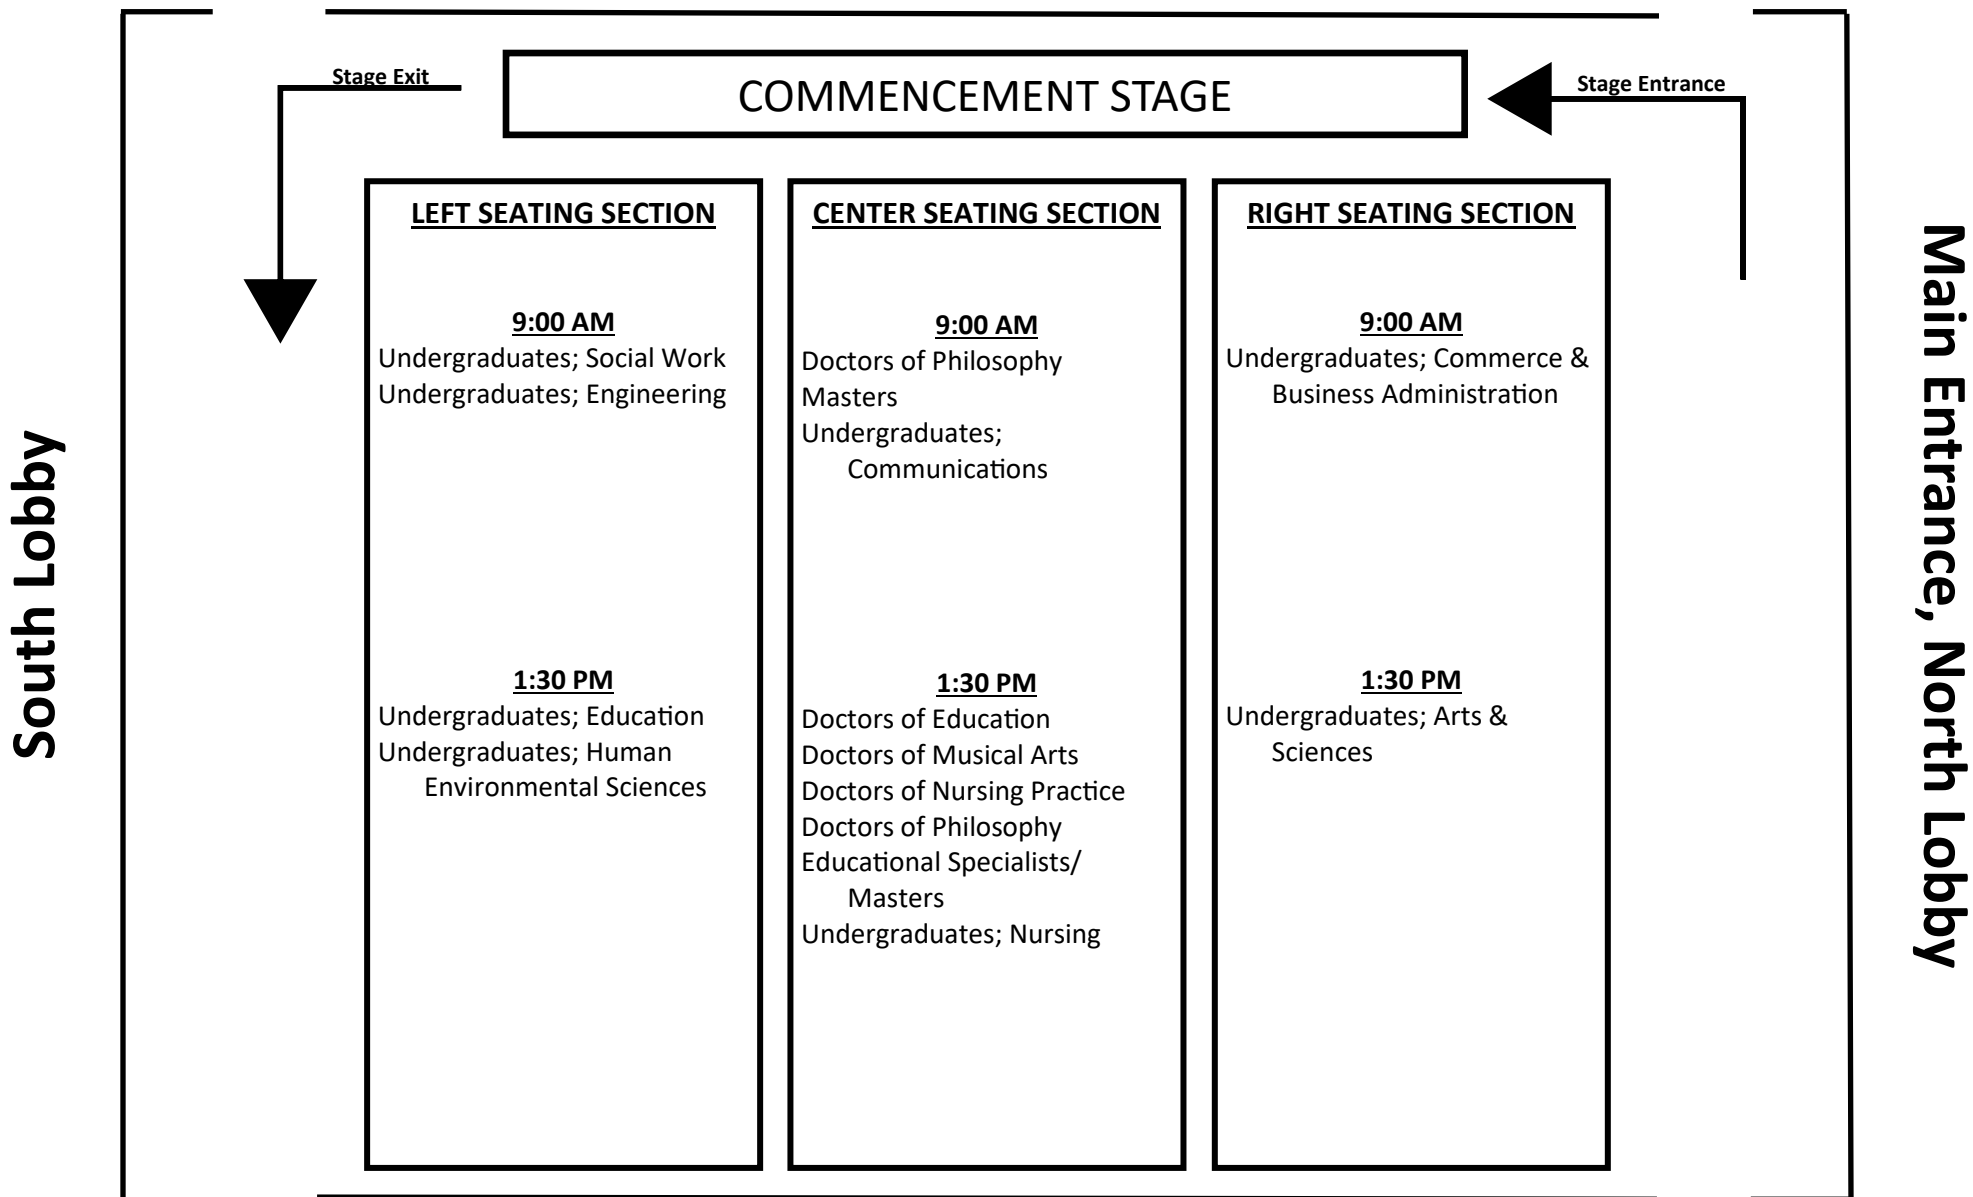 Stage Exit
COMMENCEMENT STAGE
Stage Entrance
South Lobby
LEFT SEATING SECTION
9:00 AM
Undergraduates; Social Work
Undergraduates; Engineering
1:30 PM
Undergraduates; Education
Undergraduates; Human
Environmental Sciences
CENTER SEATING SECTION
9:00 AM
Doctors of Philosophy
Masters
Undergraduates;
Communications
1:30 PM
Doctors of Education
Doctors of Musical Arts
Doctors of Nursing Practice
Doctors of Philosophy
Educational Specialists/
Masters
Undergraduates; Nursing
RIGHT SEATING SECTION
9:00 AM
Undergraduates; Commerce &
Business Administration
1:30 PM
Undergraduates; Arts &
Sciences
Main Entrance, North Lobby